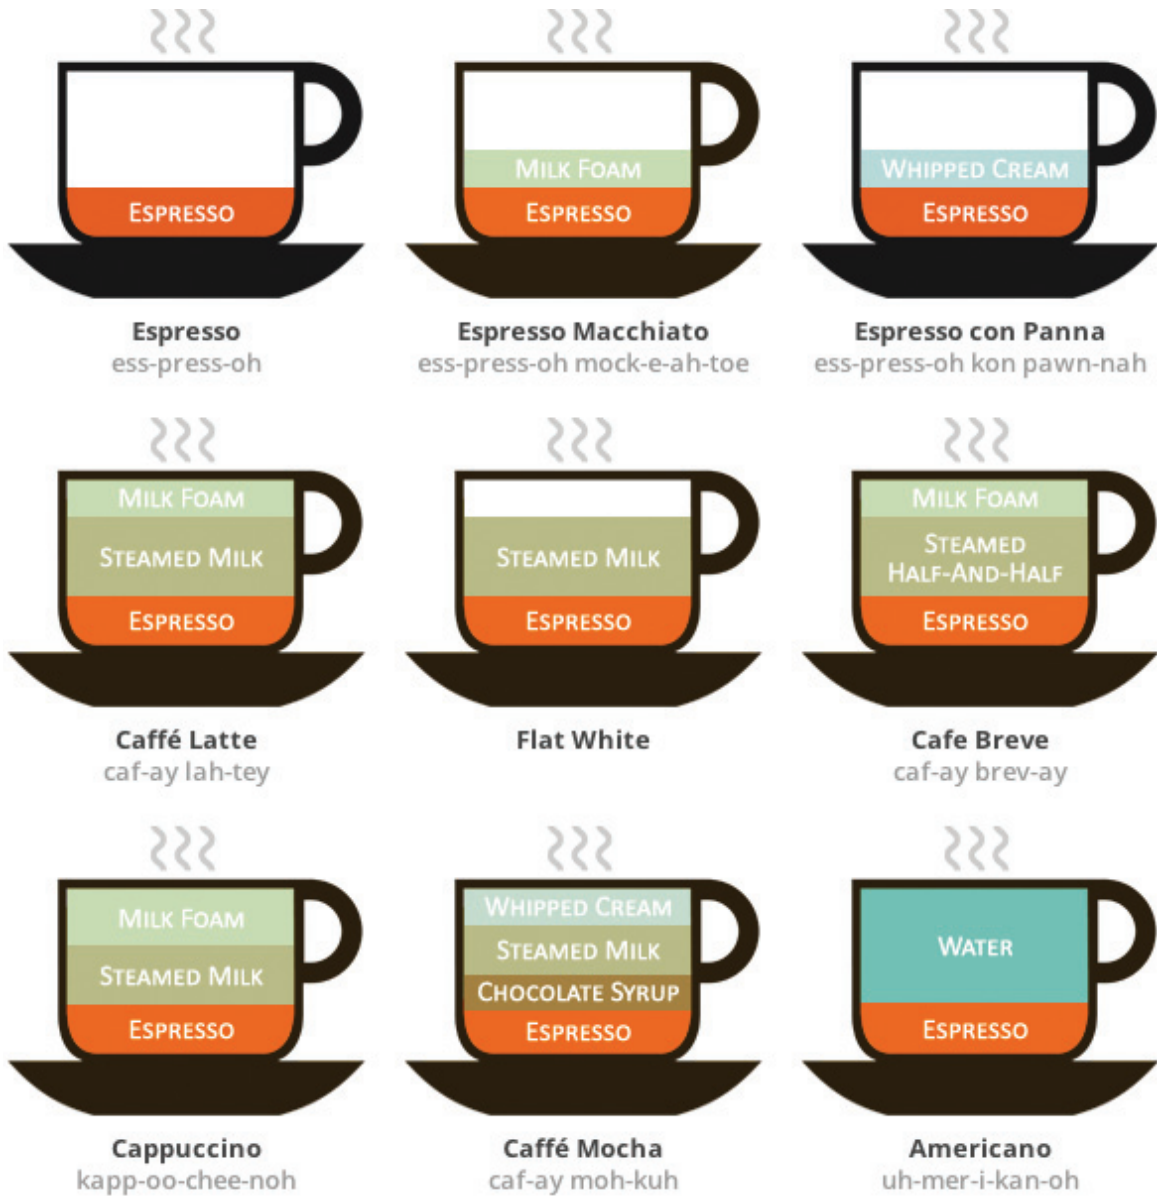 Espresso
Espresso
ess-press-oh
Milk Foam
Espresso
Espresso Macchiato
ess-press-oh mock-e-ah-toe
Whipped Cream
Espresso
Espresso con Panna
ess-press-oh kon pawn-nah
Milk Foam
Steamed Milk
Espresso
Caffé Latte
caf-ay lah-tey
Steamed Milk
Espresso
Flat White
Milk Foam
Steamed
Half-And-Half
Espresso
Cafe Breve
caf-ay brev-ay
Milk Foam
Steamed Milk
Espresso
Cappuccino
kapp-oo-chee-noh
Whipped Cream
Steamed Milk
Chocolate Syrup
Espresso
Caffé Mocha
caf-ay moh-kuh
Water
Espresso
Americano
uh-mer-i-kan-oh